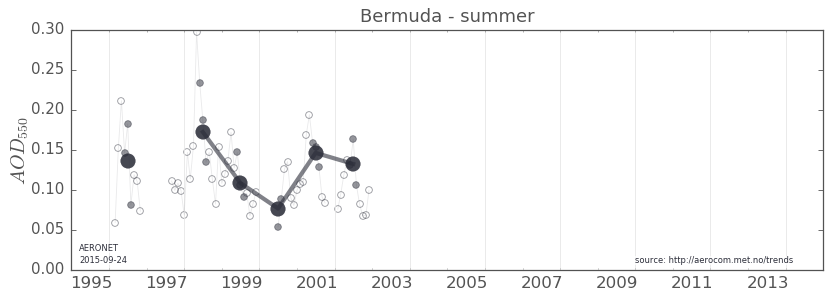 Bermuda - summer
0.30
0.25
0.20
0.15
0.10
0.05
0.00
AOD550
AERONET
2015-09-24
source: http://aerocom.met.no/trends
1995 1997 1999 2001 2003 2005 2007 2009 2011 2013